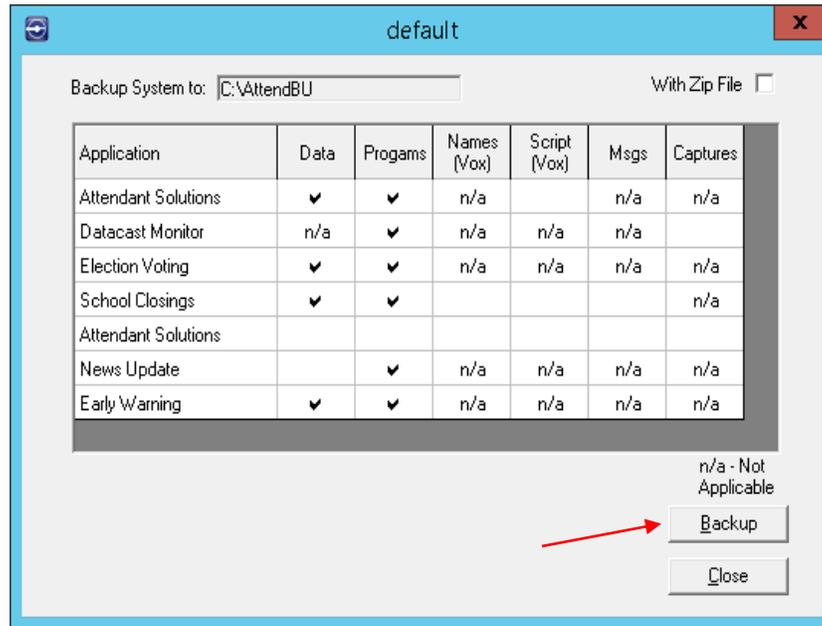 default
X
Backup System to: C:\AttendBU With Zip File
Application Data Progams Names (Vox) Script (Vox) Msgs Captures
Attendant Solutions ✔ ✔ n/a n/a n/a
Datacast Monitor n/a ✔ n/a n/a n/a
Election Voting ✔ ✔ n/a n/a n/a n/a
School Closings ✔ ✔ n/a
Attendant Solutions
News Update ✔ n/a n/a n/a n/a
Early Warning ✔ ✔ n/a n/a n/a n/a
n/a - Not
Applicable
Backup
Close